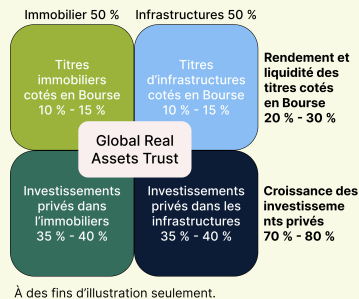 Immobilier 50 %
Infrastructures 50 %
Titres
immobiliers
cotés en Bourse
10 % - 15 %
Titres
d'infrastructures
cotés en Bourse
10 % - 15 %
Rendement et
liquidité des
titres cotés
en Bourse
20 % - 30 %
Global Real
Assets Trust
Investissements
privés dans
l'immobiliers
35 % - 40 %
Investissements
privés dans les
infrastructures
35 % - 40 %
Croissance des
investisseme
nts privés
70 % - 80 %
À des fins d'illustration seulement.